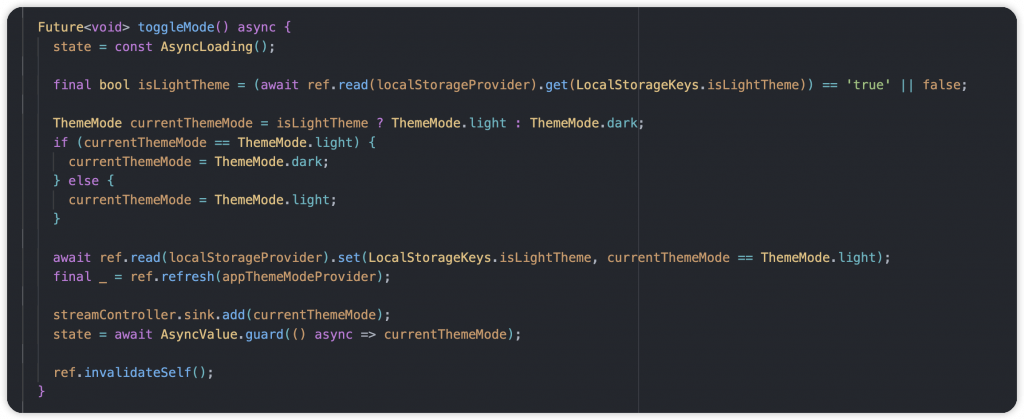 Future<void> toggleMode() async {
state = const AsyncLoading();
final bool isLightTheme = (await ref.read(localStorageProvider).get(LocalStorageKeys.isLightTheme)) == 'true' || false;
ThemeMode currentThemeMode = isLightTheme ? ThemeMode.light : ThemeMode.dark;
if (currentThemeMode == ThemeMode.light) {
currentThemeMode = ThemeMode.dark;
} else {
currentThemeMode = ThemeMode.light;
}
await ref.read(localStorageProvider).set(LocalStorageKeys.isLightTheme, currentThemeMode == ThemeMode.light);
final _ = ref.refresh(appThemeModeProvider);
streamController.sink.add(currentThemeMode);
state = await AsyncValue.guard(() async => currentThemeMode);
ref.invalidateSelf();
}